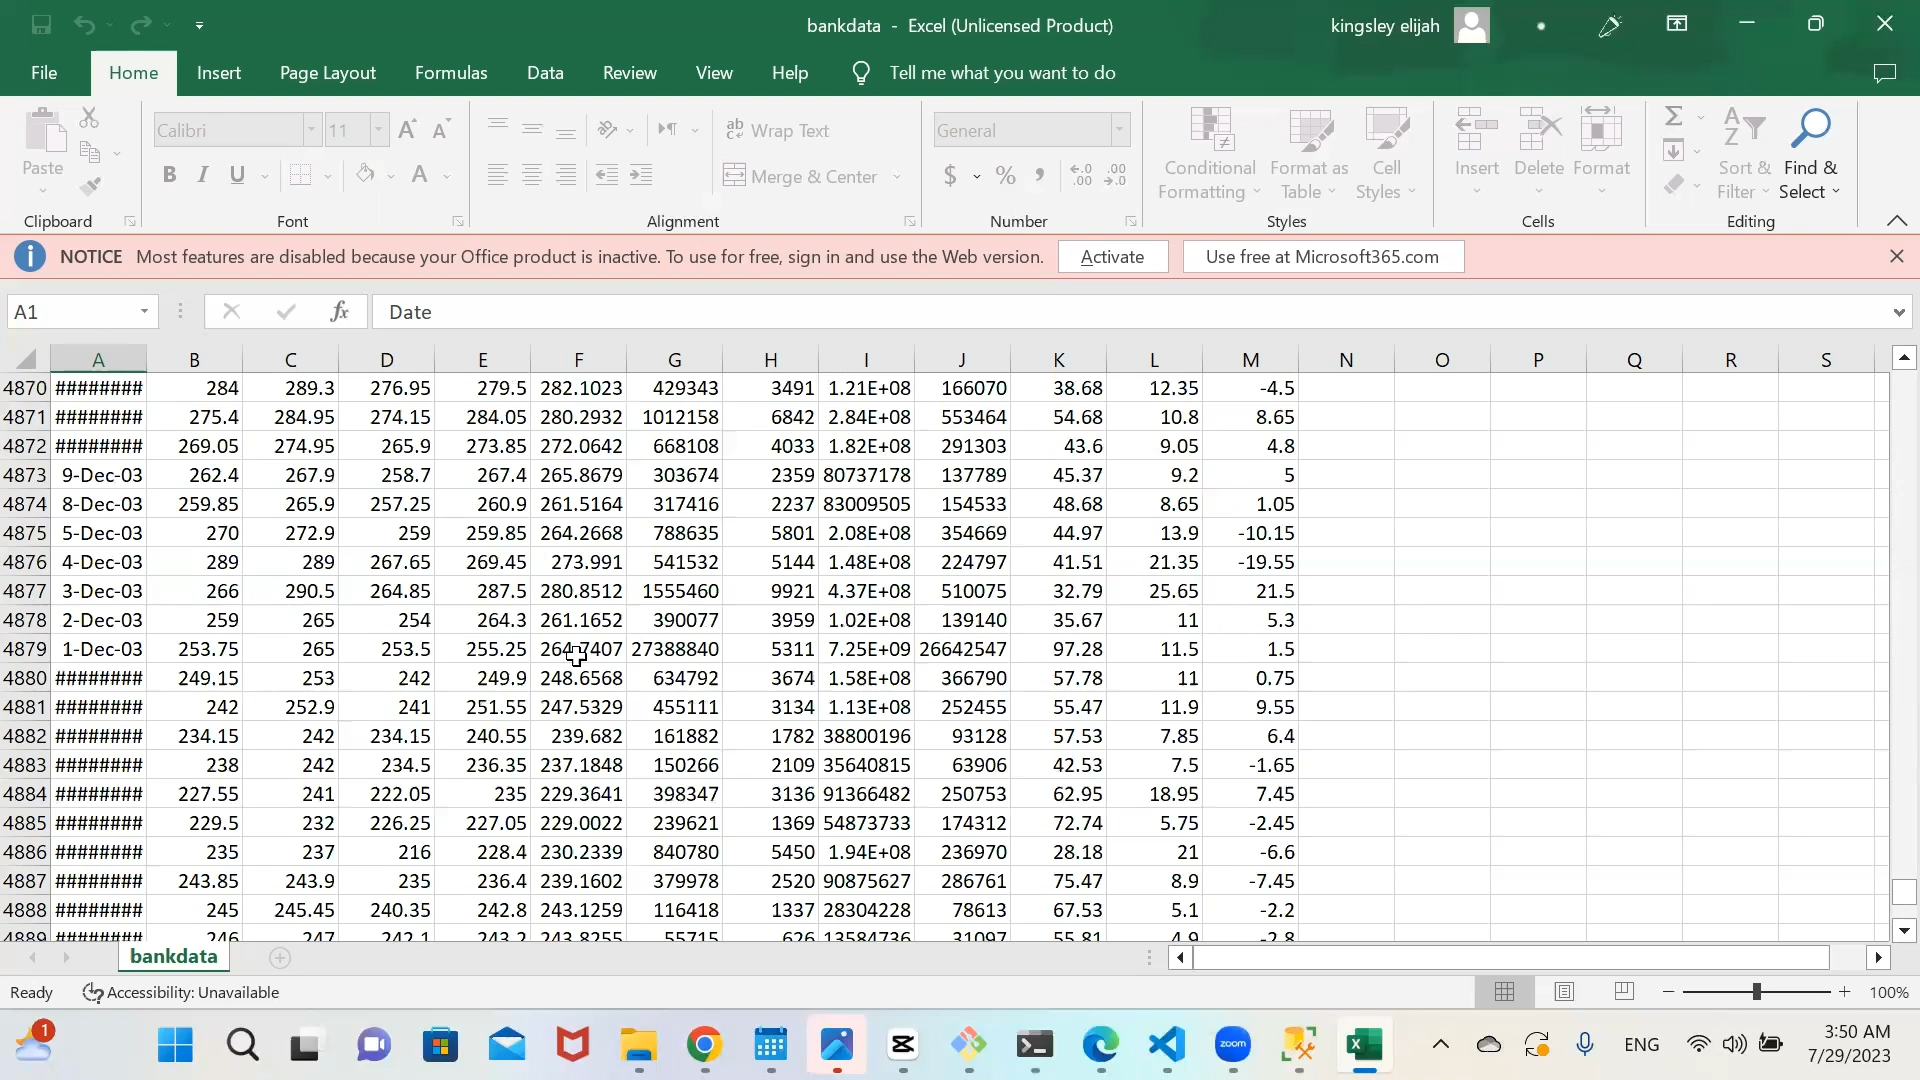 bankdata - Excel (Unlicensed Product) kingsley elijah
File Home Insert Page Layout Formulas Data Review View Help Tell me what you want to do
Calibri 11 ab Wrap Text General
Paste B I U A Merge & Center $ % , Conditional Formatting Format as Table Cell Styles Insert Delete Format Sort & Filter Find & Select
Clipboard Font Alignment Number Styles Cells Editing
NOTICE Most features are disabled because your Office product is inactive. To use for free, sign in and use the Web version. Activate Use free at Microsoft365.com
A1 fx Date
A B C D E F G H I J K L M N O P Q R S
4870 ######## 284 289.3 276.95 279.5 282.1023 429343 3491 1.21E+08 166070 38.68 12.35 -4.5
4871 ######## 275.4 284.95 274.15 284.05 280.2932 1012158 6842 2.84E+08 553464 54.68 10.8 8.65
4872 ######## 269.05 274.95 265.9 273.85 272.0642 668108 4033 1.82E+08 291303 43.6 9.05 4.8
4873 9-Dec-03 262.4 267.9 258.7 267.4 265.8679 303674 2359 80737178 137789 45.37 9.2 5
4874 8-Dec-03 259.85 265.9 257.25 260.9 261.5164 317416 2237 83009505 154533 48.68 8.65 1.05
4875 5-Dec-03 270 272.9 259 259.85 264.2668 788635 5801 2.08E+08 354669 44.97 13.9 -10.15
4876 4-Dec-03 289 289 267.65 269.45 273.991 541532 5144 1.48E+08 224797 41.51 21.35 -19.55
4877 3-Dec-03 266 290.5 264.85 287.5 280.8512 1555460 9921 4.37E+08 510075 32.79 25.65 21.5
4878 2-Dec-03 259 265 254 264.3 261.1652 390077 3959 1.02E+08 139140 35.67 11 5.3
4879 1-Dec-03 253.75 265 253.5 255.25 264.7407 27388840 5311 7.25E+09 26642547 97.28 11.5 1.5
4880 ######## 249.15 253 242 249.9 248.6568 634792 3674 1.58E+08 366790 57.78 11 0.75
4881 ######## 242 252.9 241 251.55 247.5329 455111 3134 1.13E+08 252455 55.47 11.9 9.55
4882 ######## 234.15 242 234.15 240.55 239.682 161882 1782 38800196 93128 57.53 7.85 6.4
4883 ######## 238 242 234.5 236.35 237.1848 150266 2109 35640815 63906 42.53 7.5 -1.65
4884 ######## 227.55 241 222.05 235 229.3641 398347 3136 91366482 250753 62.95 18.95 7.45
4885 ######## 229.5 232 226.25 227.05 229.0022 239621 1369 54873733 174312 72.74 5.75 -2.45
4886 ######## 235 237 216 228.4 230.2339 840780 5450 1.94E+08 236970 28.18 21 -6.6
4887 ######## 243.85 243.9 235 236.4 239.1602 379978 2520 90875627 286761 75.47 8.9 -7.45
4888 ######## 245 245.45 240.35 242.8 243.1259 116418 1337 28304228 78613 67.53 5.1 -2.2
4889 ######## 246 247 242.1 243.2 243.8255 55715 626 13584736 31097 55.81 4.9 -2.8
bankdata
Ready Accessibility: Unavailable 100%
1 zoom ENG 3:50 AM
7/29/2023